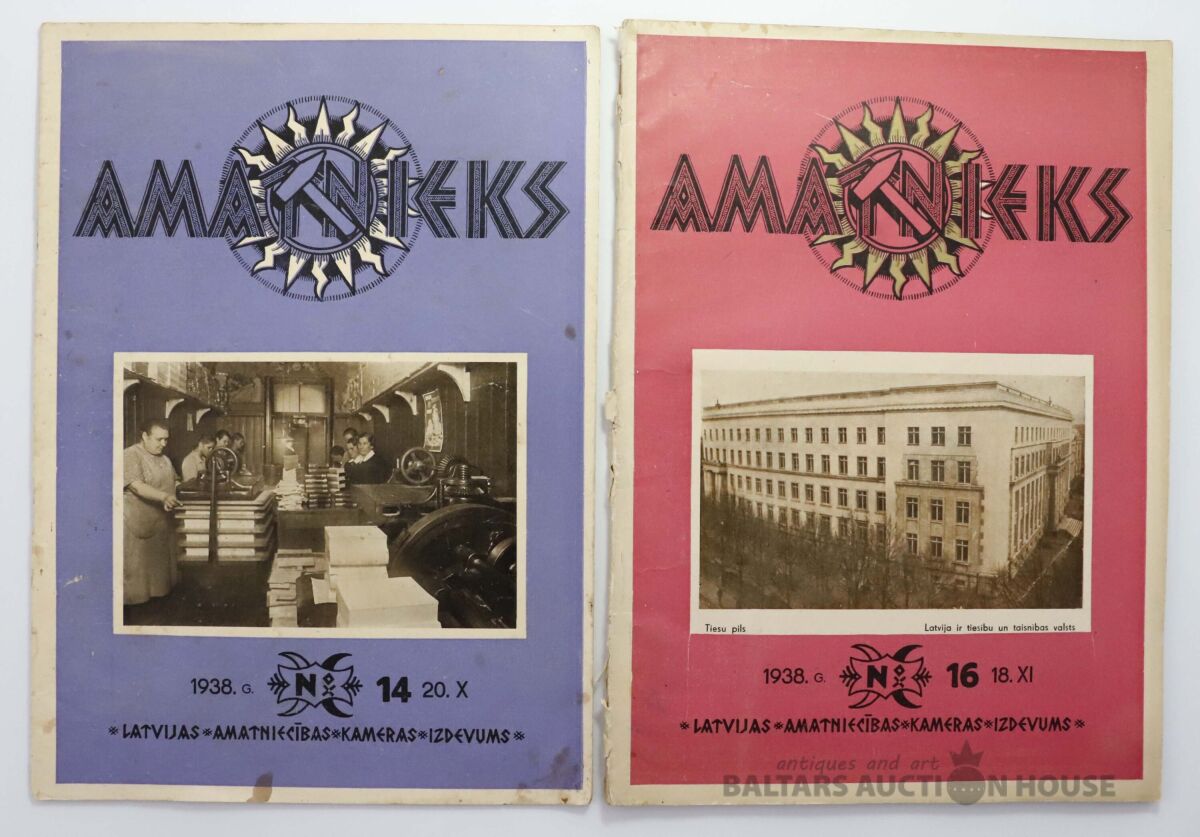 AMATNIEKS
1938. G. No 14 20. X
*LATVIJAS*AMATNIECĪBAS*KAMERAS*IZDEVUMS*
AMATNIEKS
Tiesu pils Latvija ir tiesību un taisnības valsts
1938. G. No 16 18. XI
*LATVIJAS*AMATNIECĪBAS*KAMERAS*IZDEVUMS*
antiques and art
BALTARS AUCTION HOUSE